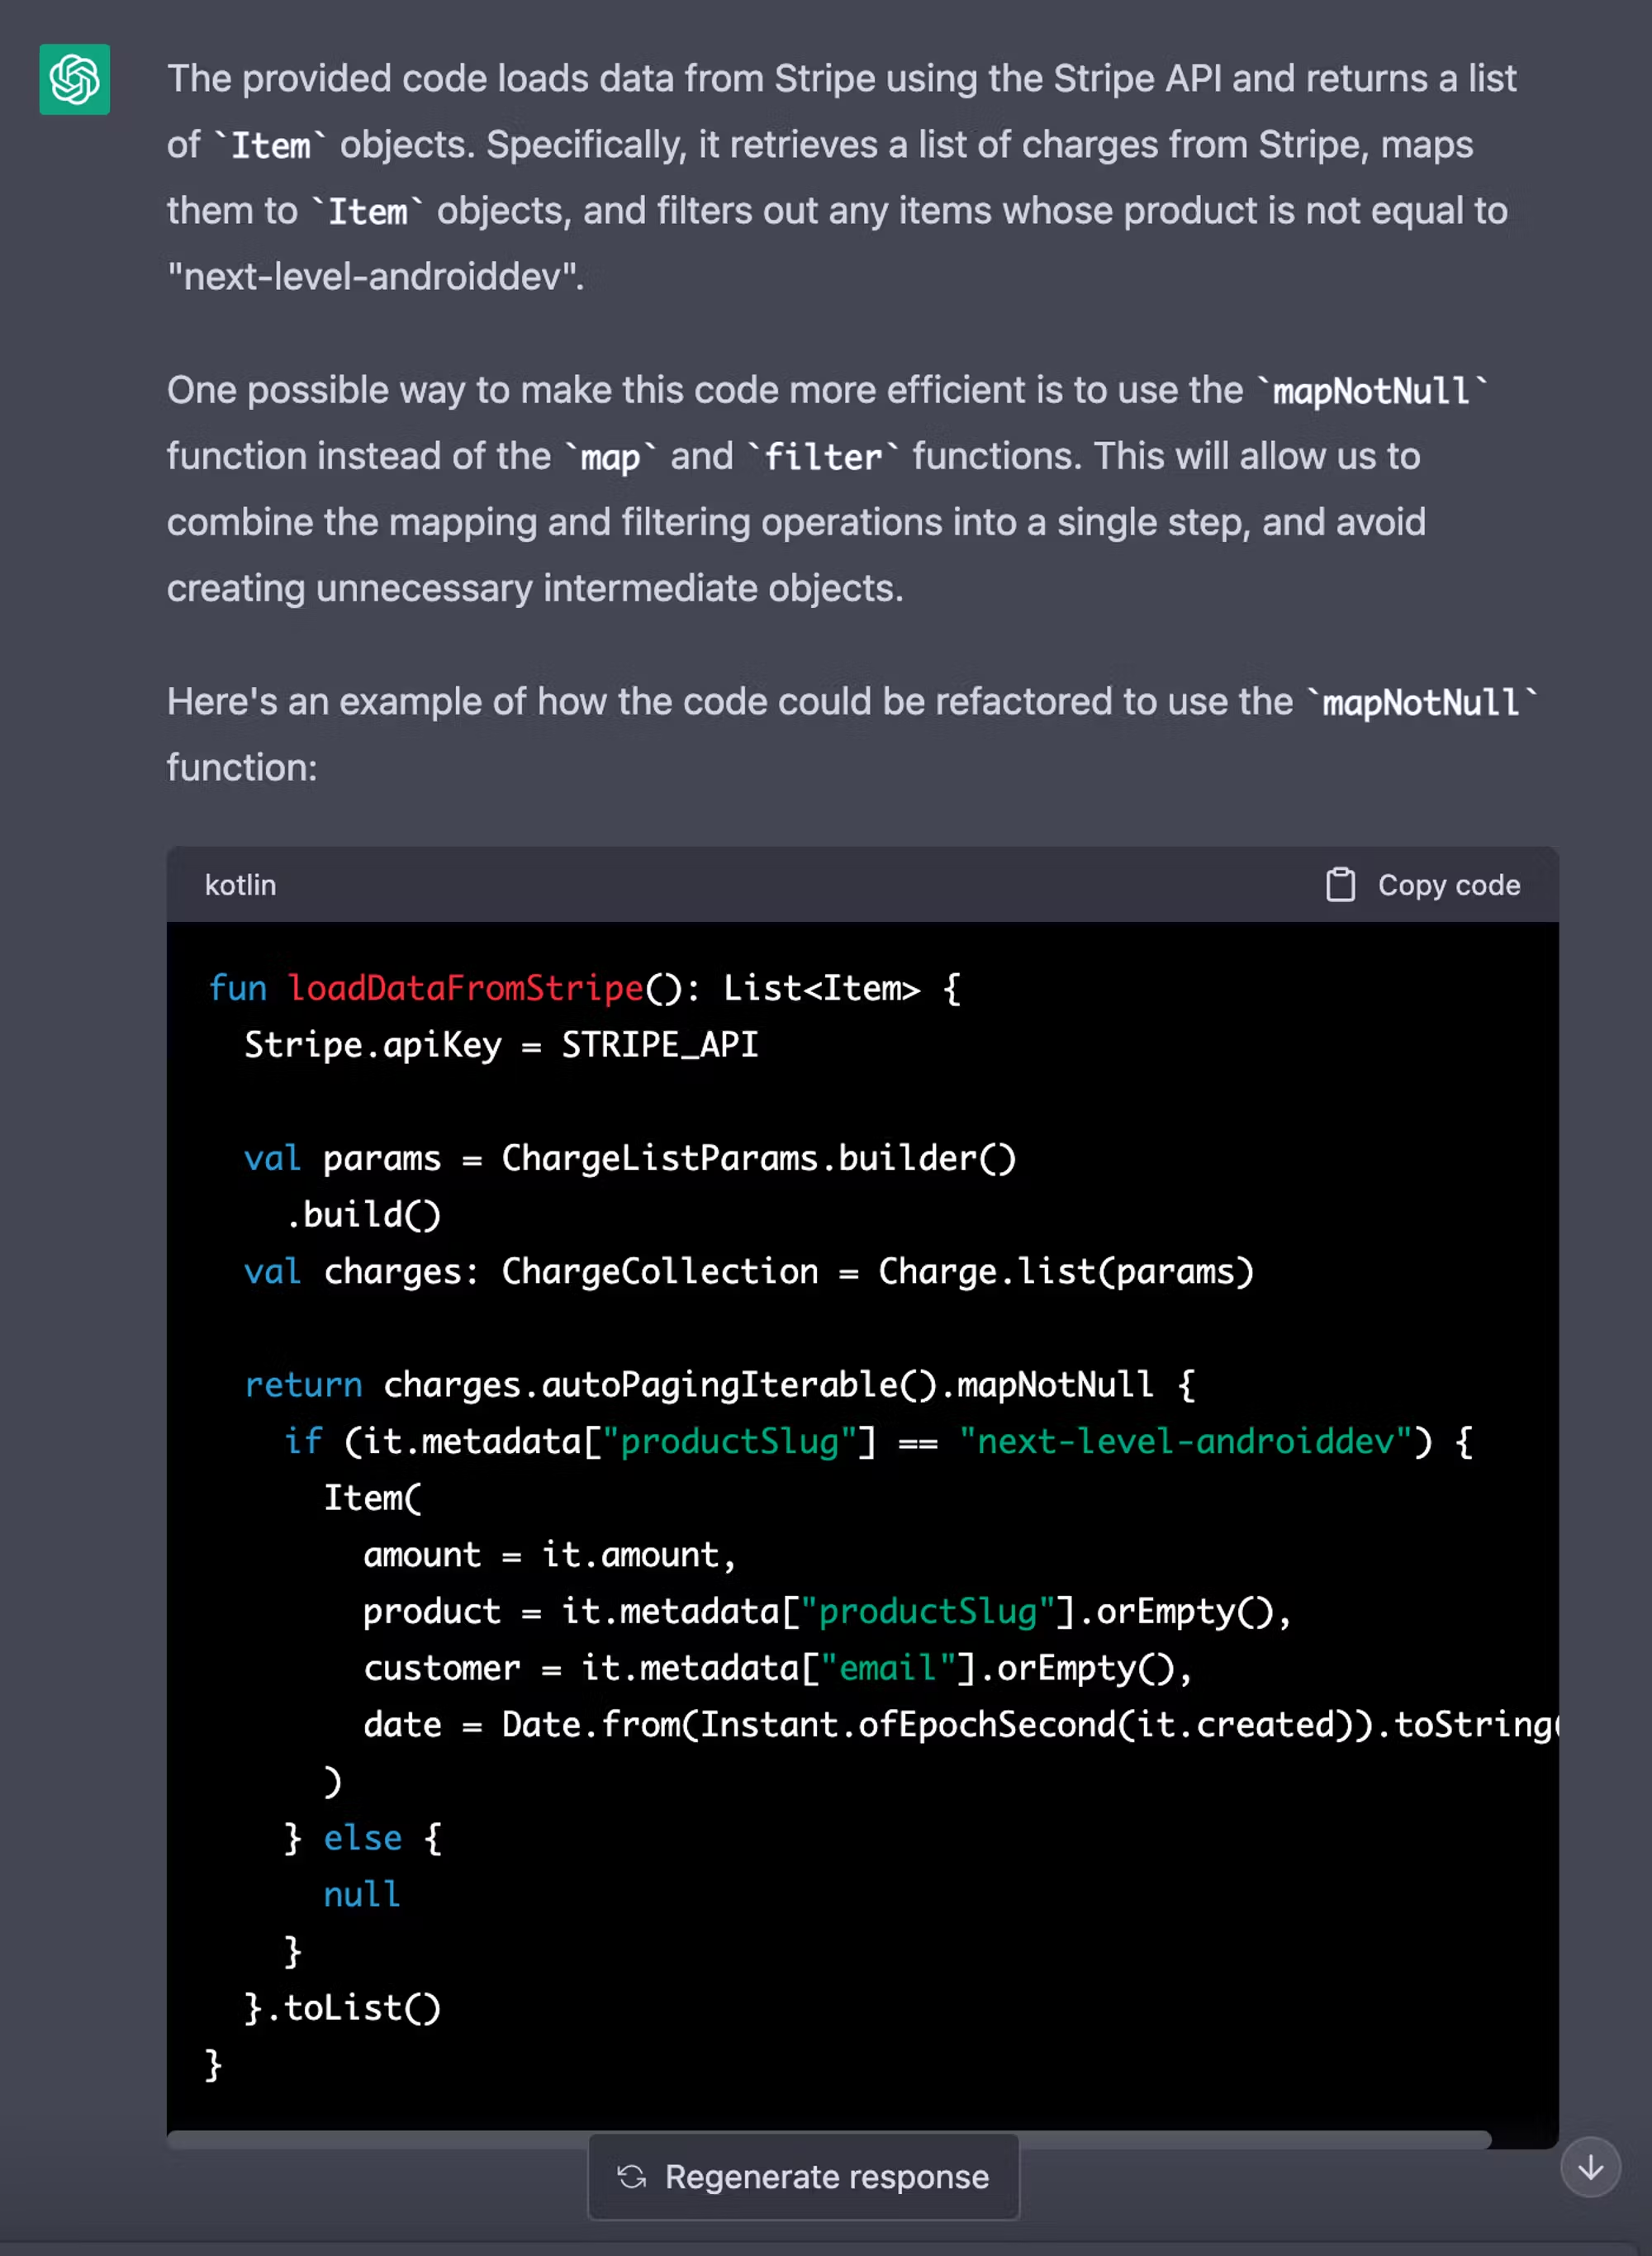 The provided code loads data from Stripe using the Stripe API and returns a list
of `Item` objects. Specifically, it retrieves a list of charges from Stripe, maps
them to `Item` objects, and filters out any items whose product is not equal to
"next-level-androiddev".
One possible way to make this code more efficient is to use the `mapNotNull`
function instead of the `map` and `filter` functions. This will allow us to
combine the mapping and filtering operations into a single step, and avoid
creating unnecessary intermediate objects.
Here's an example of how the code could be refactored to use the `mapNotNull`
function:
kotlin Copy code
fun loadDataFromStripe(): List<Item> {
  Stripe.apiKey = STRIPE_API
  val params = ChargeListParams.builder()
    .build()
  val charges: ChargeCollection = Charge.list(params)
  return charges.autoPagingIterable().mapNotNull {
    if (it.metadata["productSlug"] == "next-level-androiddev") {
      Item(
        amount = it.amount,
        product = it.metadata["productSlug"].orEmpty(),
        customer = it.metadata["email"].orEmpty(),
        date = Date.from(Instant.ofEpochSecond(it.created)).toString(
      )
    } else {
      null
    }
  }.toList()
}
Regenerate response